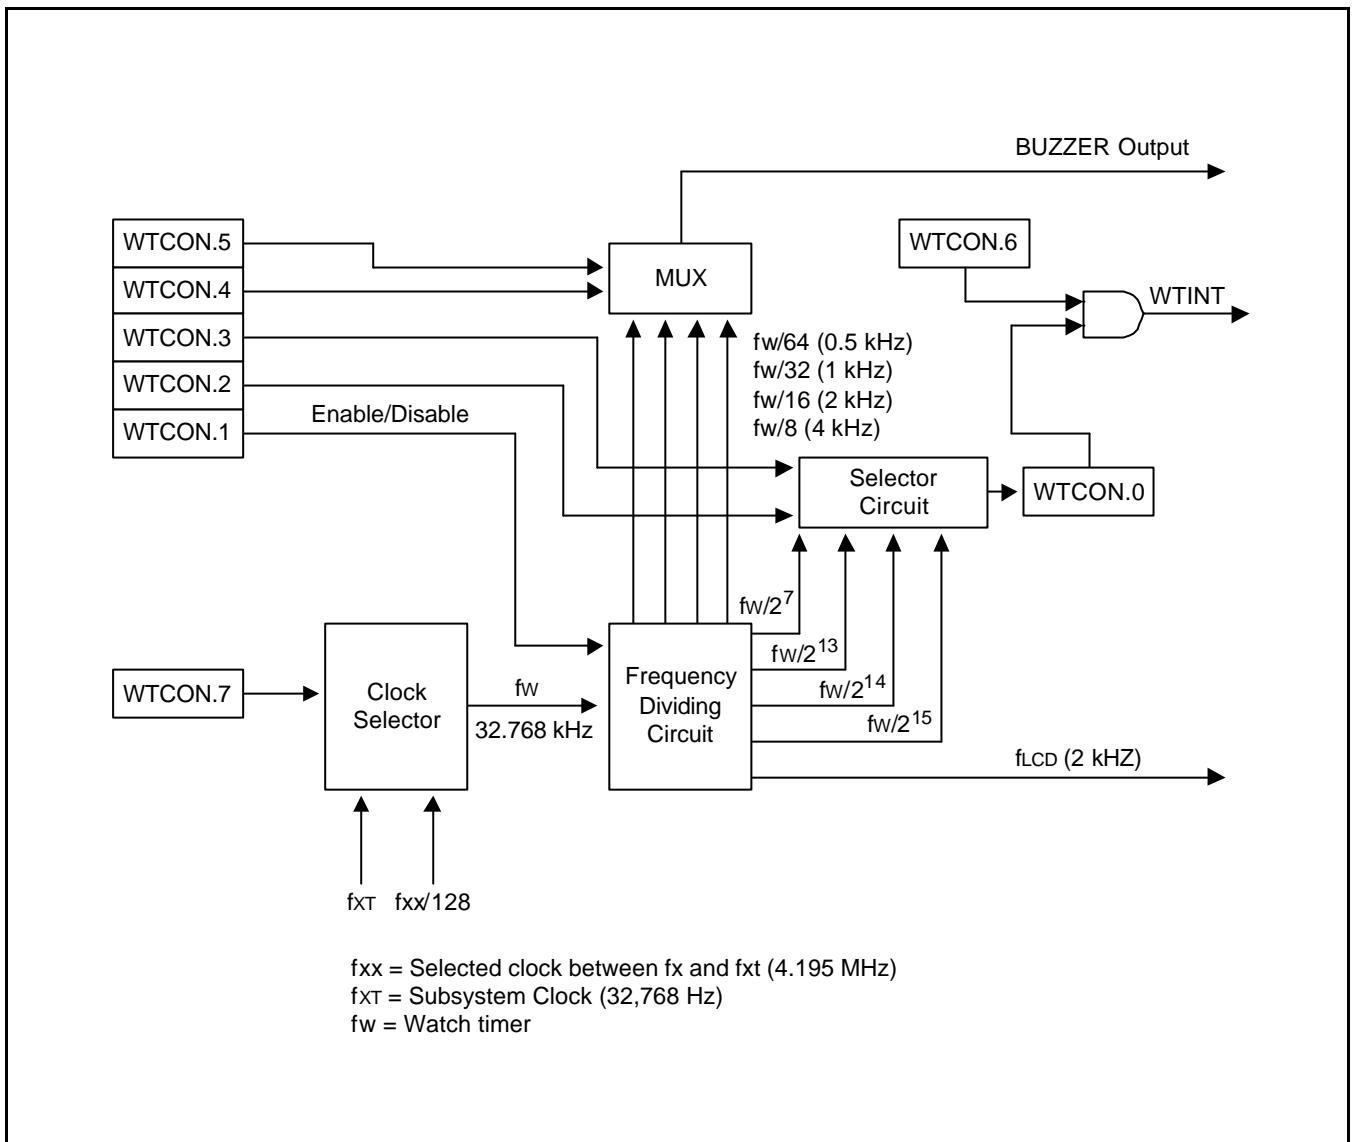 BUZZER Output
WTCON.5
WTCON.4
WTCON.3
WTCON.2
WTCON.1
Enable/Disable
MUX
WTCON.6
WTINT
fw/64 (0.5 kHz)
fw/32 (1 kHz)
fw/16 (2 kHz)
fw/8 (4 kHz)
Selector
Circuit
WTCON.0
fW/2^7
fW/2^13
fW/2^14
fW/2^15
WTCON.7
Clock
Selector
fW
32.768 kHz
Frequency
Dividing
Circuit
fLCD (2 kHZ)
fXT
fxx/128
fxx = Selected clock between fx and fxt (4.195 MHz)
fXT = Subsystem Clock (32,768 Hz)
fw = Watch timer